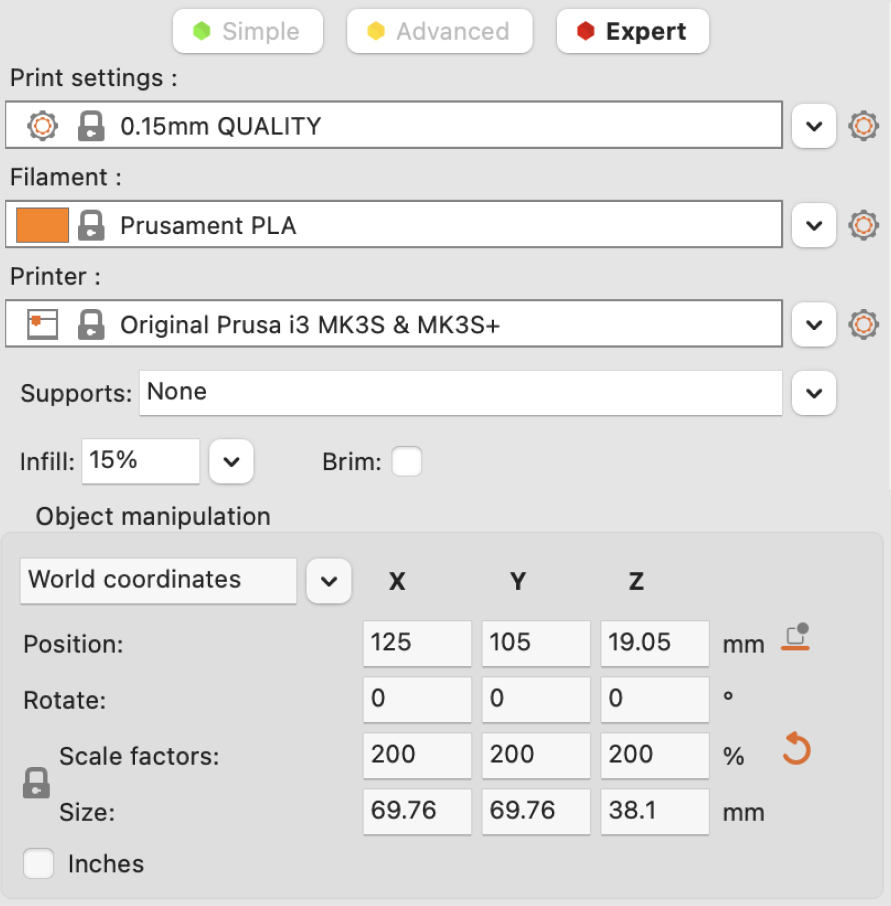 Simple Advanced Expert
Print settings :
0.15mm QUALITY
Filament :
Prusament PLA
Printer :
Original Prusa i3 MK3S & MK3S+
Supports: None
Infill: 15% Brim:
Object manipulation
World coordinates X Y Z
Position: 125 105 19.05 mm
Rotate: 0 0 0 °
Scale factors: 200 200 200 %
Size: 69.76 69.76 38.1 mm
Inches